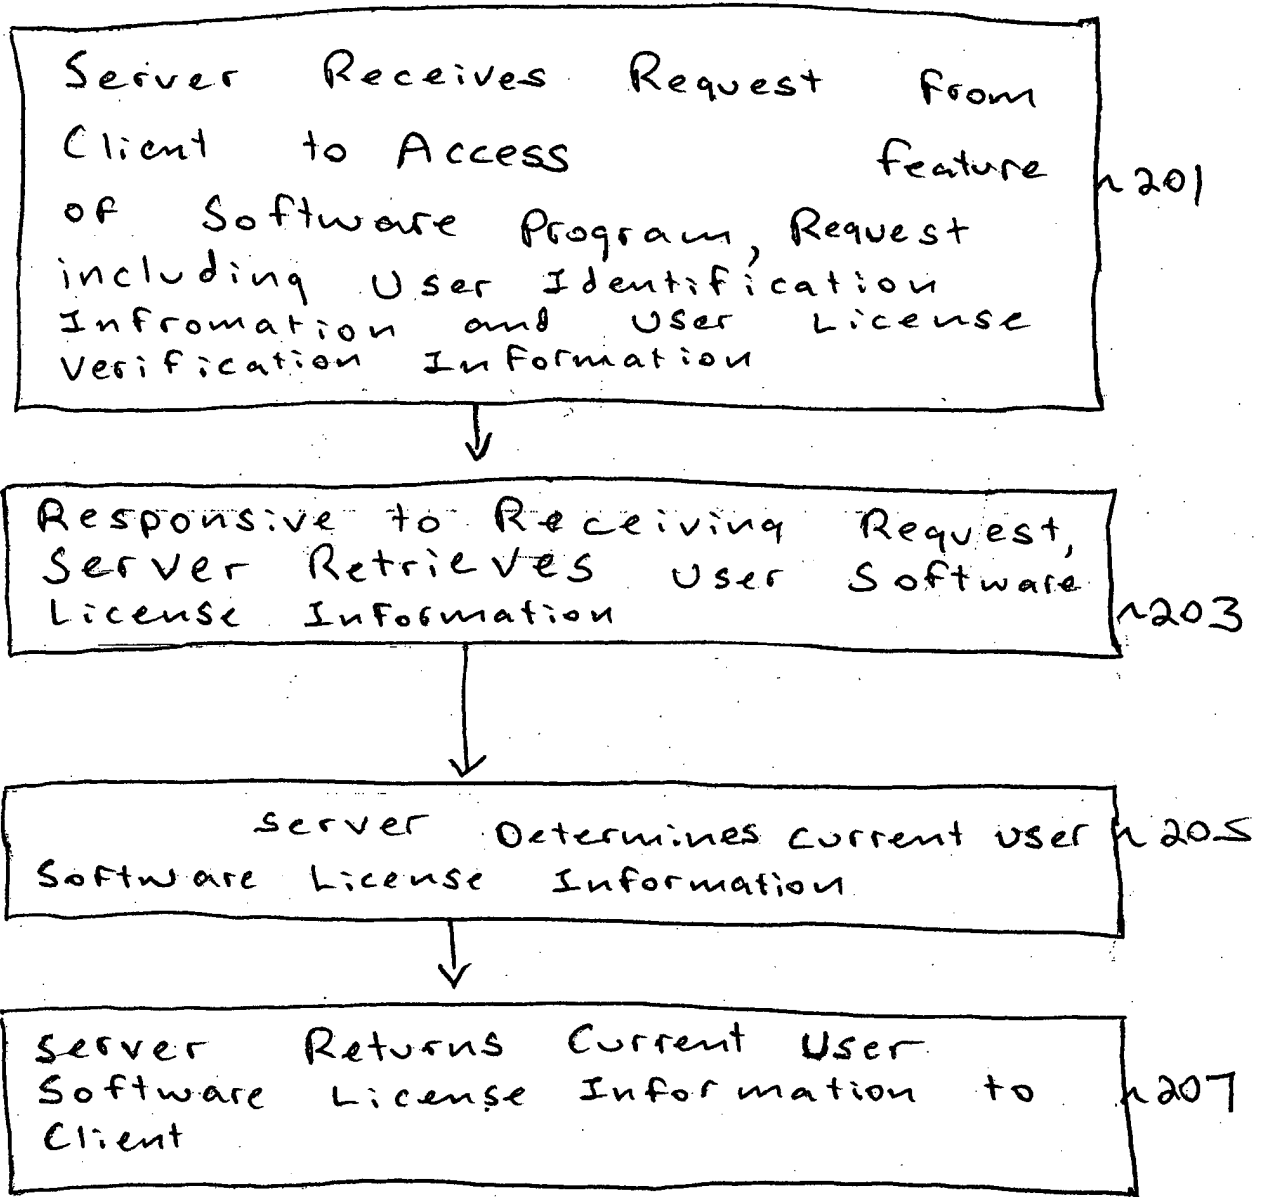 Server Receives Request From
Client to Access Feature
of Software Program, Request
including User Identification
Infromation and User License
Verification Information
~201
Responsive to Receiving Request,
Server Retrieves User Software
License Information
~203
Server Determines Current User
Software License Information
~205
Server Returns Current User
Software License Information to
Client
~207